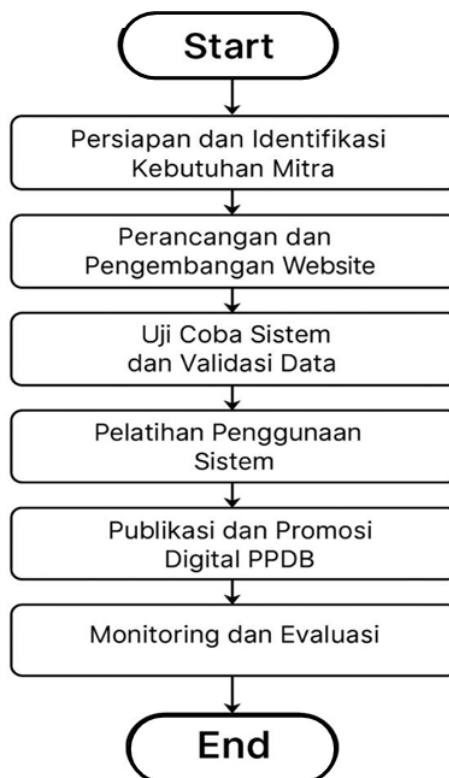 Start
Persiapan dan Identifikasi
Kebutuhan Mitra
Perancangan dan
Pengembangan Website
Uji Coba Sistem
dan Validasi Data
Pelatihan Penggunaan
Sistem
Publikasi dan Promosi
Digital PPDB
Monitoring dan Evaluasi
End